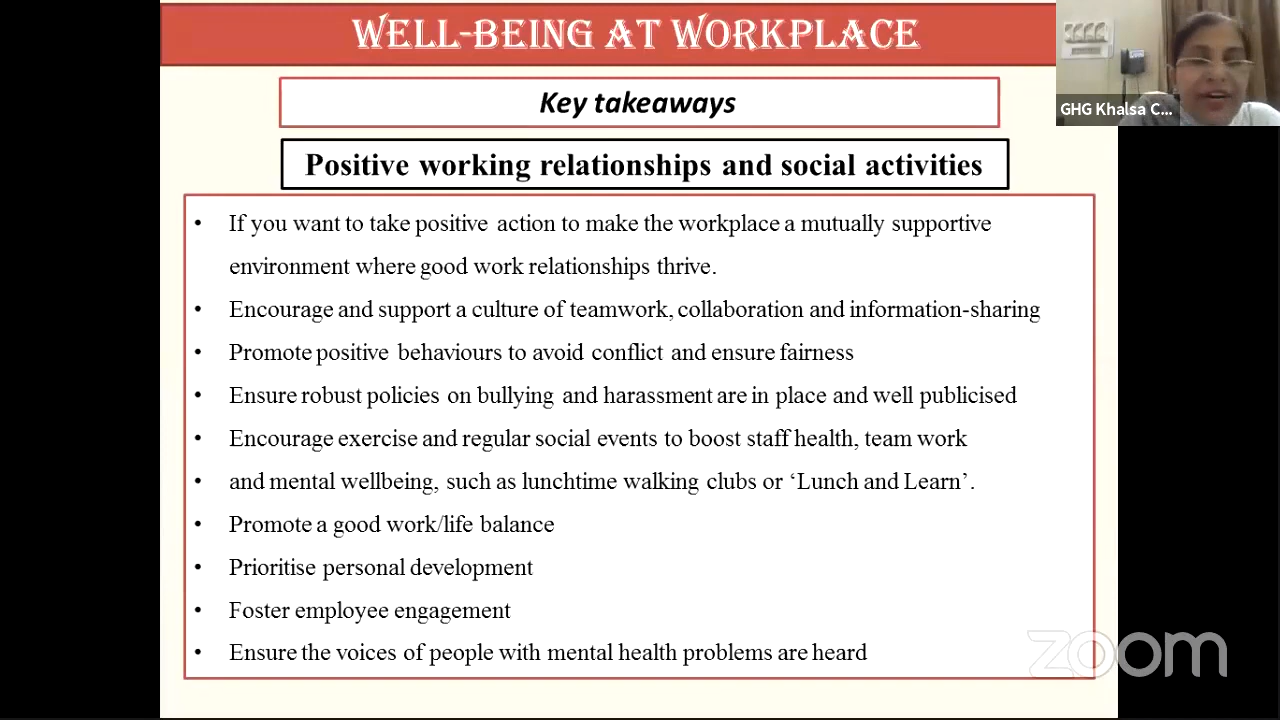 WELL-BEING AT WORKPLACE
GHG Khalsa C...
Key takeaways
Positive working relationships and social activities
• If you want to take positive action to make the workplace a mutually supportive
environment where good work relationships thrive.
• Encourage and support a culture of teamwork, collaboration and information-sharing
• Promote positive behaviours to avoid conflict and ensure fairness
• Ensure robust policies on bullying and harassment are in place and well publicised
• Encourage exercise and regular social events to boost staff health, team work
• and mental wellbeing, such as lunchtime walking clubs or ‘Lunch and Learn’.
• Promote a good work/life balance
• Prioritise personal development
• Foster employee engagement
• Ensure the voices of people with mental health problems are heard
zoom